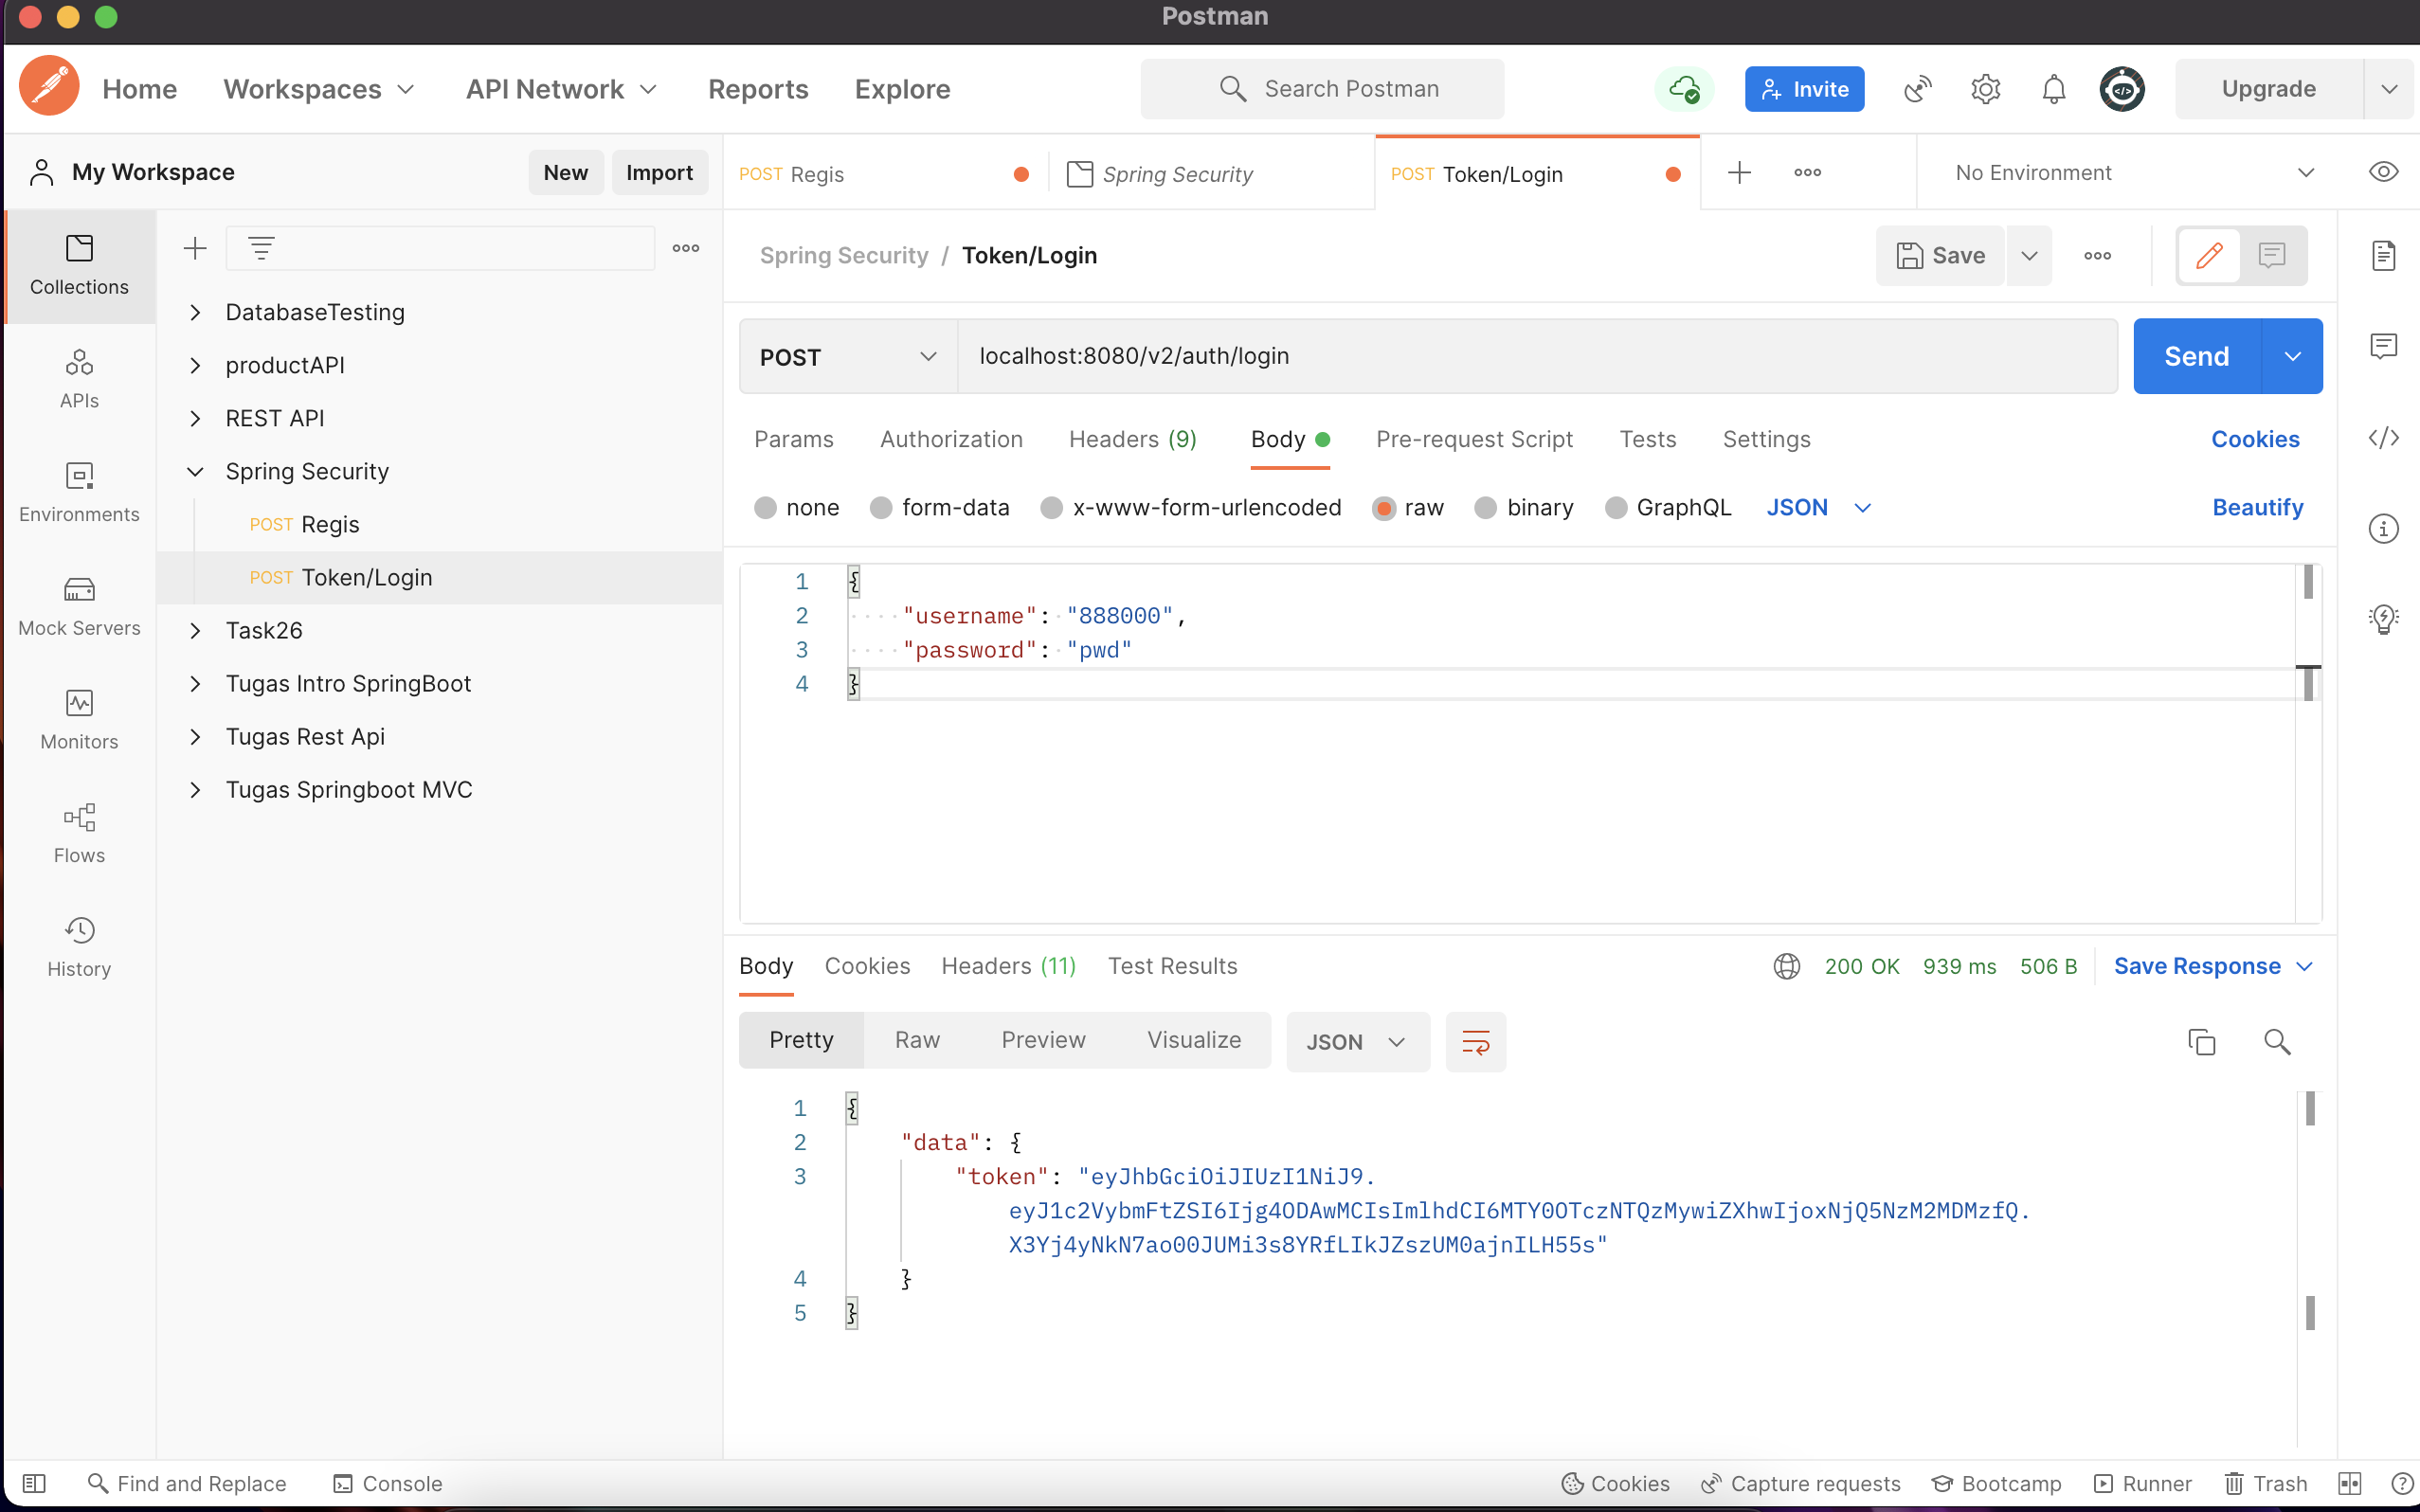 Postman
Home Workspaces API Network Reports Explore Search Postman Invite Upgrade
My Workspace New Import
POST Regis Spring Security POST Token/Login No Environment
Collections
APIs
Environments
Mock Servers
Monitors
Flows
History
DatabaseTesting
productAPI
REST API
Spring Security
POST Regis
POST Token/Login
Task26
Tugas Intro SpringBoot
Tugas Rest Api
Tugas Springboot MVC
Spring Security / Token/Login Save
POST localhost:8080/v2/auth/login Send
Params Authorization Headers (9) Body Pre-request Script Tests Settings Cookies
none form-data x-www-form-urlencoded raw binary GraphQL JSON Beautify
1 {
2 "username": "888000",
3 "password": "pwd"
4 }
Body Cookies Headers (11) Test Results 200 OK 939 ms 506 B Save Response
Pretty Raw Preview Visualize JSON
1 {
2 "data": {
3 "token": "eyJhbGciOiJIUzI1NiJ9.
eyJ1c2VybmFtZSI6Ijg4ODAwMCIsImlhdCI6MTY0OTczNTQzMywiZXhwIjoxNjQ5NzM2MDMzfQ.
X3Yj4yNkN7ao00JUMi3s8YRfLIkJZszUM0ajnILH55s"
4 }
5 }
Find and Replace Console Cookies Capture requests Bootcamp Runner Trash